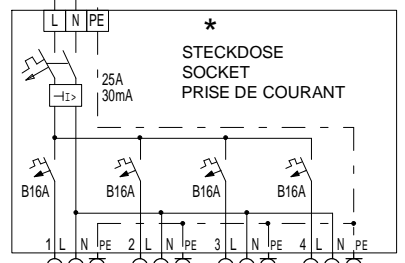 L N PE
*
STECKDOSE
SOCKET
PRISE DE COURANT
25A
30mA
I>
B16A B16A B16A B16A
1 L N PE 2 L N PE 3 L N PE 4 L N PE